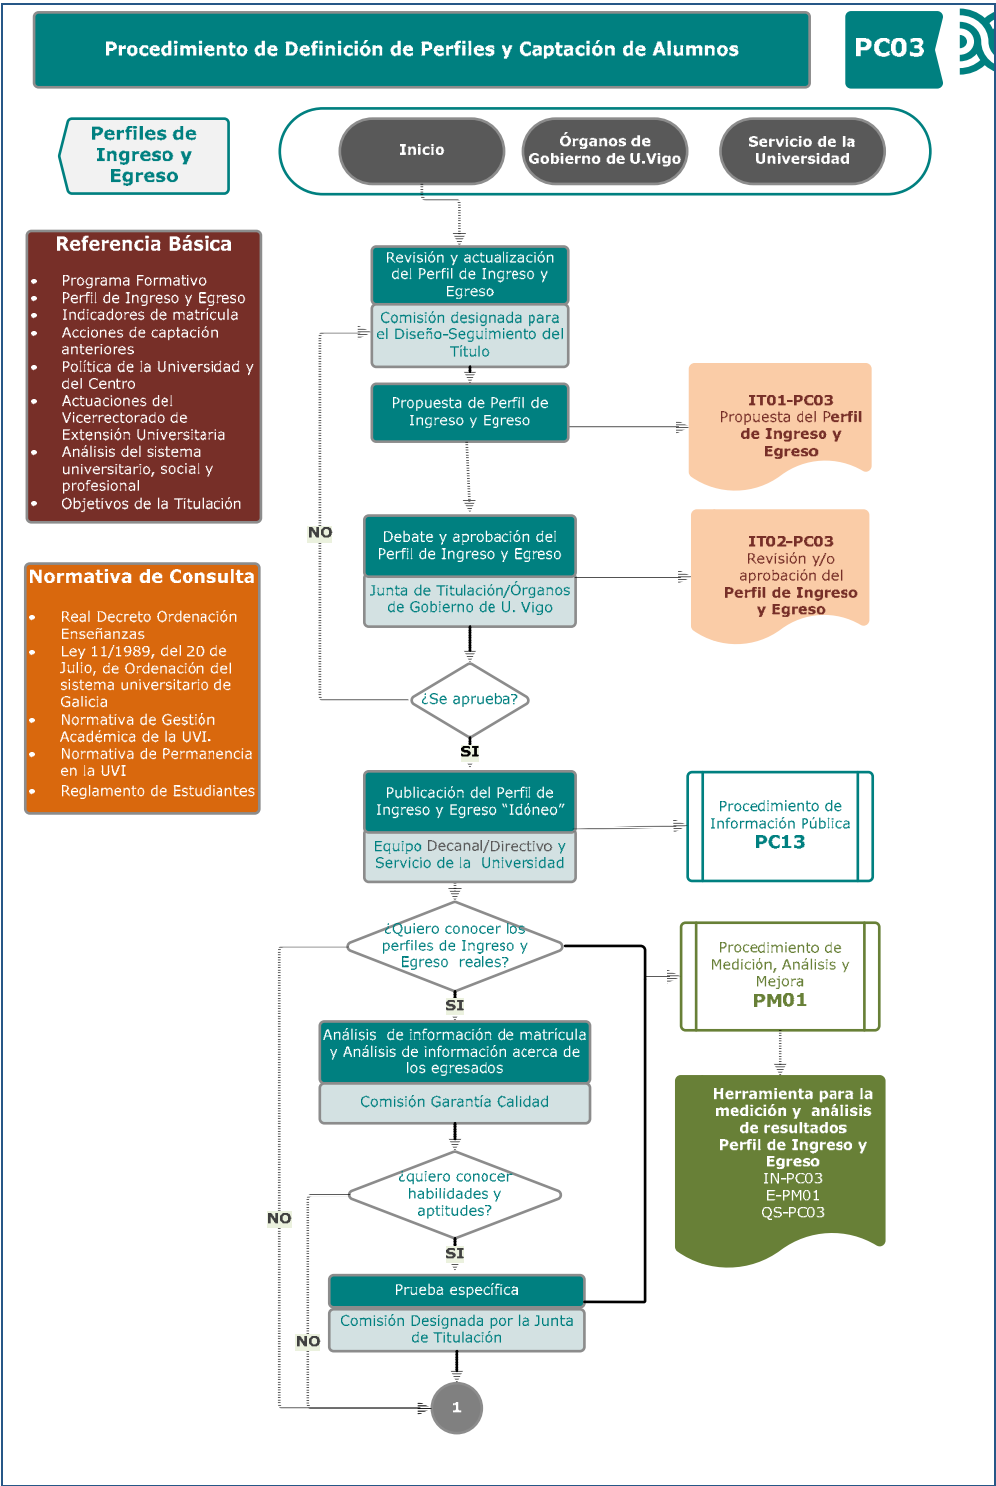 Procedimiento de Definición de Perfiles y Captación de Alumnos
PC03
Perfiles de
Ingreso y
Egreso
Inicio
Órganos de
Gobierno de U.Vigo
Servicio de la
Universidad
Referencia Básica
• Programa Formativo
• Perfil de Ingreso y Egreso
• Indicadores de matrícula
• Acciones de captación
anteriores
• Política de la Universidad y
del Centro
• Actuaciones del
Vicerrectorado de
Extensión Universitaria
• Análisis del sistema
universitario, social y
profesional
• Objetivos de la Titulación
Normativa de Consulta
• Real Decreto Ordenación
Enseñanzas
• Ley 11/1989, del 20 de
Julio, de Ordenación del
sistema universitario de
Galicia
• Normativa de Gestión
Académica de la UVI.
• Normativa de Permanencia
en la UVI
• Reglamento de Estudiantes
Revisión y actualización
del Perfil de Ingreso y
Egreso
Comisión designada para
el Diseño-Seguimiento del
Título
Propuesta de Perfil de
Ingreso y Egreso
IT01-PC03
Propuesta del Perfil
de Ingreso y
Egreso
NO
Debate y aprobación del
Perfil de Ingreso y Egreso
Junta de Titulación/Órganos
de Gobierno de U. Vigo
IT02-PC03
Revisión y/o
aprobación del
Perfil de Ingreso
y Egreso
¿Se aprueba?
SI
Publicación del Perfil de
Ingreso y Egreso “Idóneo”
Equipo Decanal/Directivo y
Servicio de la Universidad
Procedimiento de
Información Pública
PC13
¿Quiero conocer los
perfiles de Ingreso y
Egreso reales?
SI
Procedimiento de
Medición, Análisis y
Mejora
PM01
Análisis de información de matrícula
y Análisis de información acerca de
los egresados
Comisión Garantía Calidad
Herramienta para la
medición y análisis
de resultados
Perfil de Ingreso y
Egreso
IN-PC03
E-PM01
QS-PC03
¿quiero conocer
habilidades y
aptitudes?
NO
SI
Prueba específica
Comisión Designada por la Junta
de Titulación
NO
1